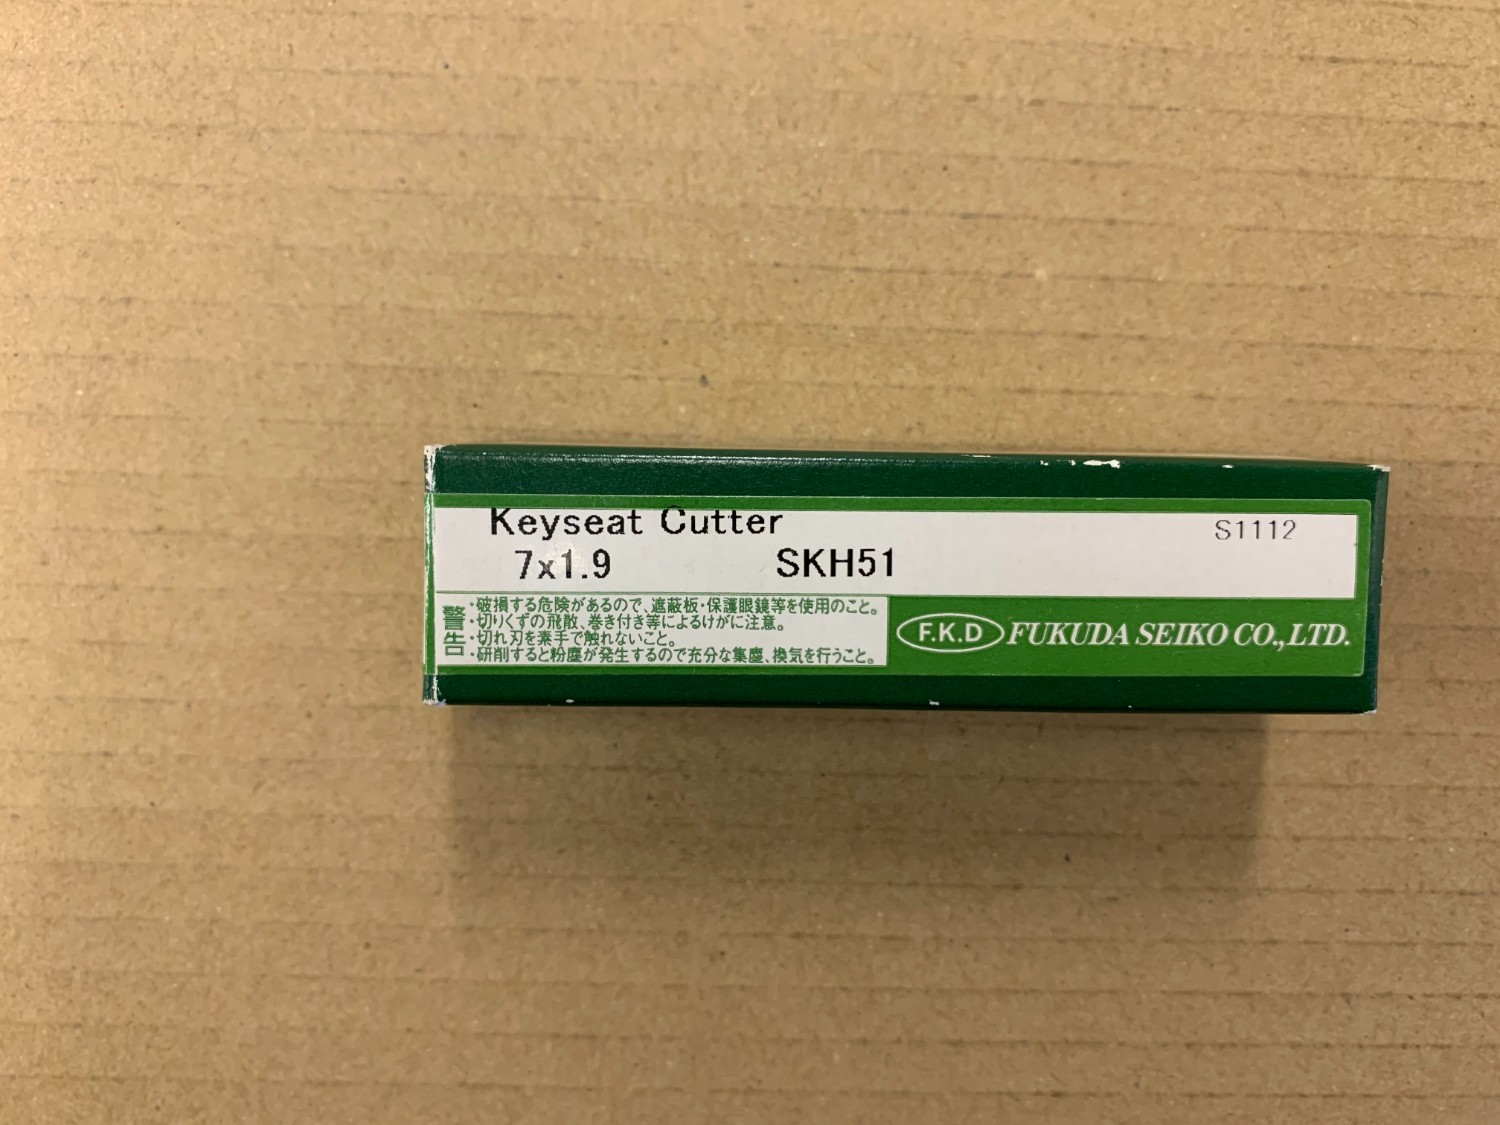 Keyseat Cutter
S1112
7x1.9 SKH51
警告
・破損する危険があるので、遮蔽板・保護眼鏡等を使用のこと。
・切りくずの飛散、巻き付き等によるけがに注意。
・切れ刃を素手で触れないこと。
・研削すると粉塵が発生するので充分な集塵、換気を行うこと。
F.K.D FUKUDA SEIKO CO.,LTD.